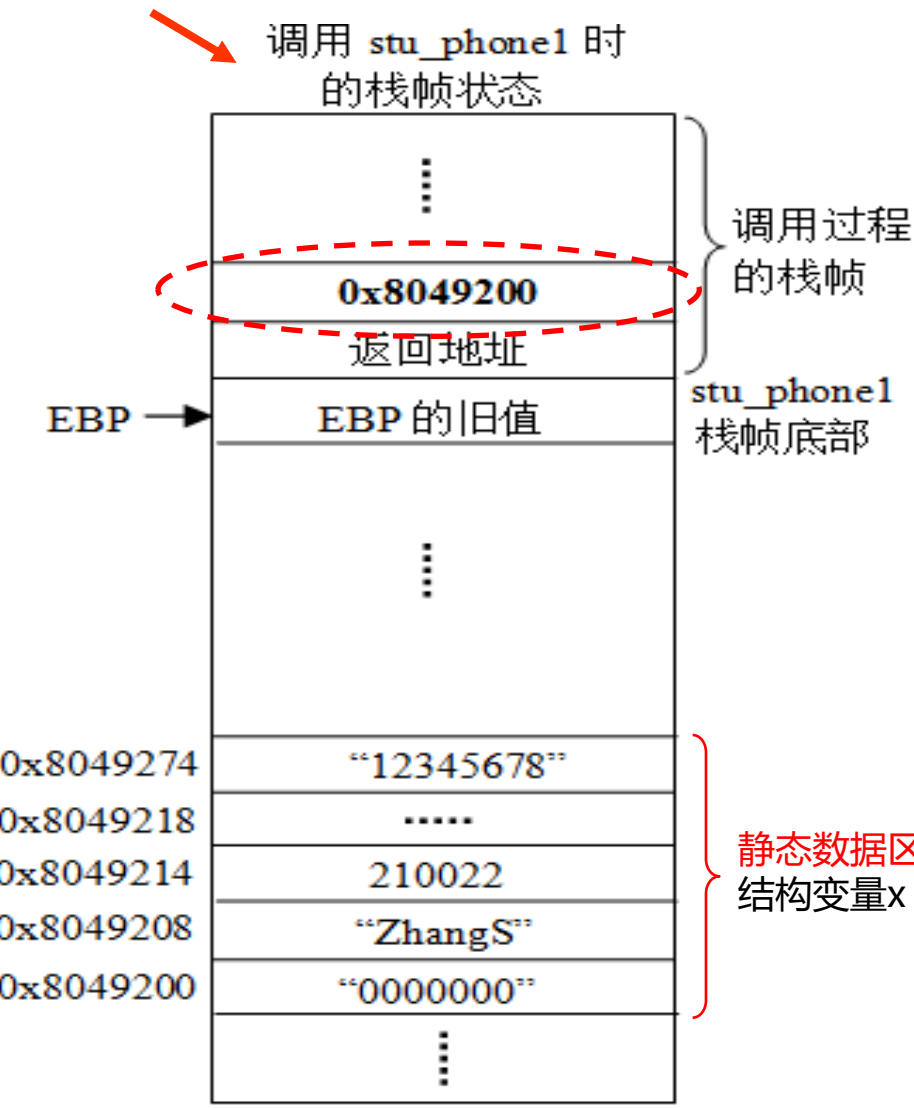 调用 stu_phone1 时
的栈帧状态
调用过程
的栈帧
0x8049200
返回地址
stu_phone1
栈帧底部
EBP
EBP 的旧值
0x8049274
“12345678”
0x8049218
0x8049214
210022
静态数据区
结构变量x
0x8049208
“ZhangS”
0x8049200
“0000000”